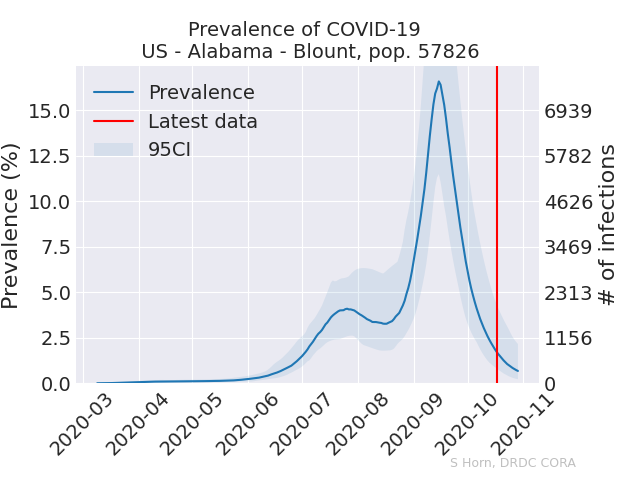 Prevalence of COVID-19
US - Alabama - Blount, pop. 57826
Prevalence
Latest data
95CI
Prevalence (%)
15.0
12.5
10.0
7.5
5.0
2.5
0.0
6939
5782
4626
3469
2313
1156
0
# of infections
2020-03
2020-04
2020-05
2020-06
2020-07
2020-08
2020-09
2020-10
2020-11
S Horn, DRDC CORA